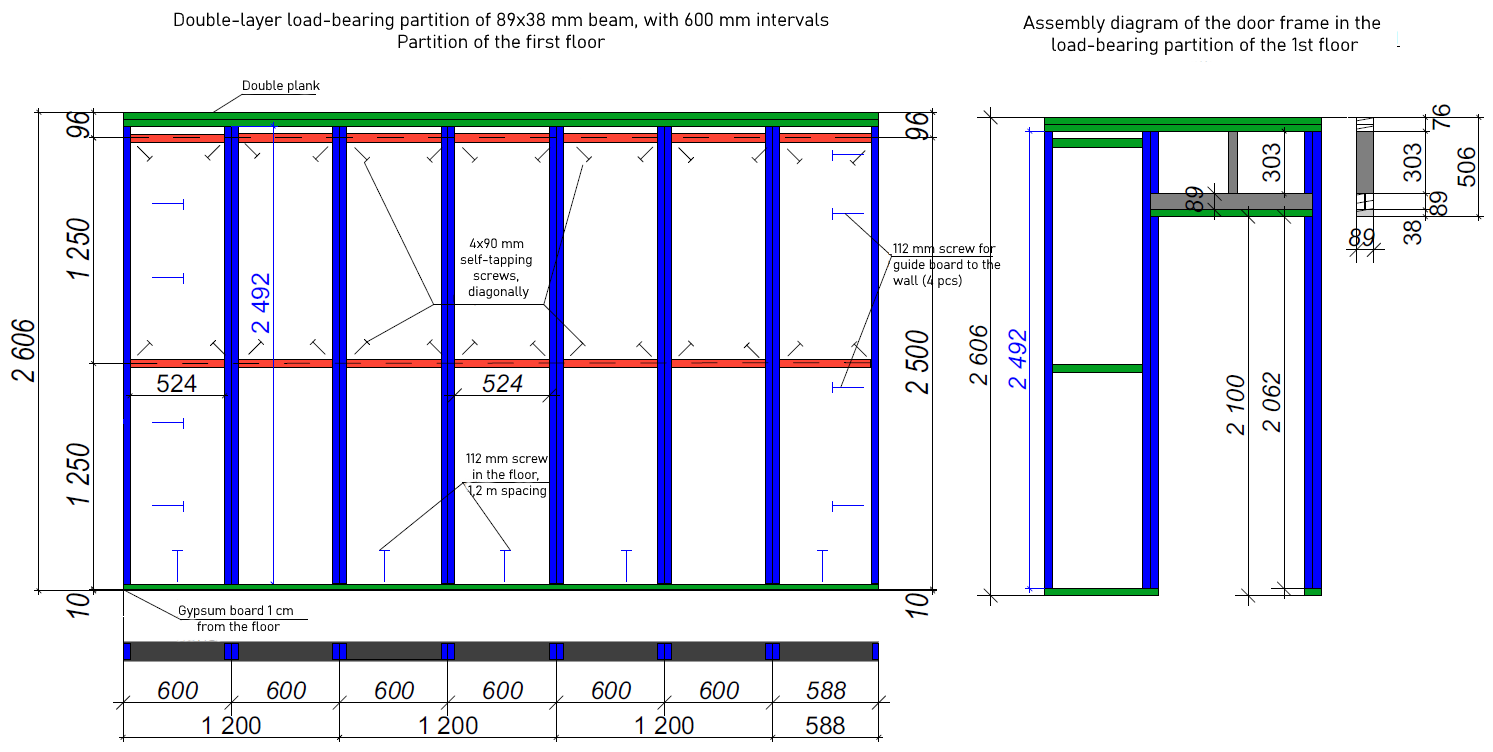 Double-layer load-bearing partition of 89x38 mm beam, with 600 mm intervals
Partition of the first floor
Assembly diagram of the door frame in the
load-bearing partition of the 1st floor
Double plank
96
96
1 250
2 492
4x90 mm
self-tapping
screws,
diagonally
112 mm screw for
guide board to the
wall (4 pcs)
2 606
524
524
2 500
1 250
112 mm screw
in the floor,
1,2 m spacing
10
10
Gypsum board 1 cm
from the floor
600
600
600
600
600
600
588
1 200
1 200
1 200
588
2 606
2 492
303
89
2 100
2 062
76
303
506
89
38
89